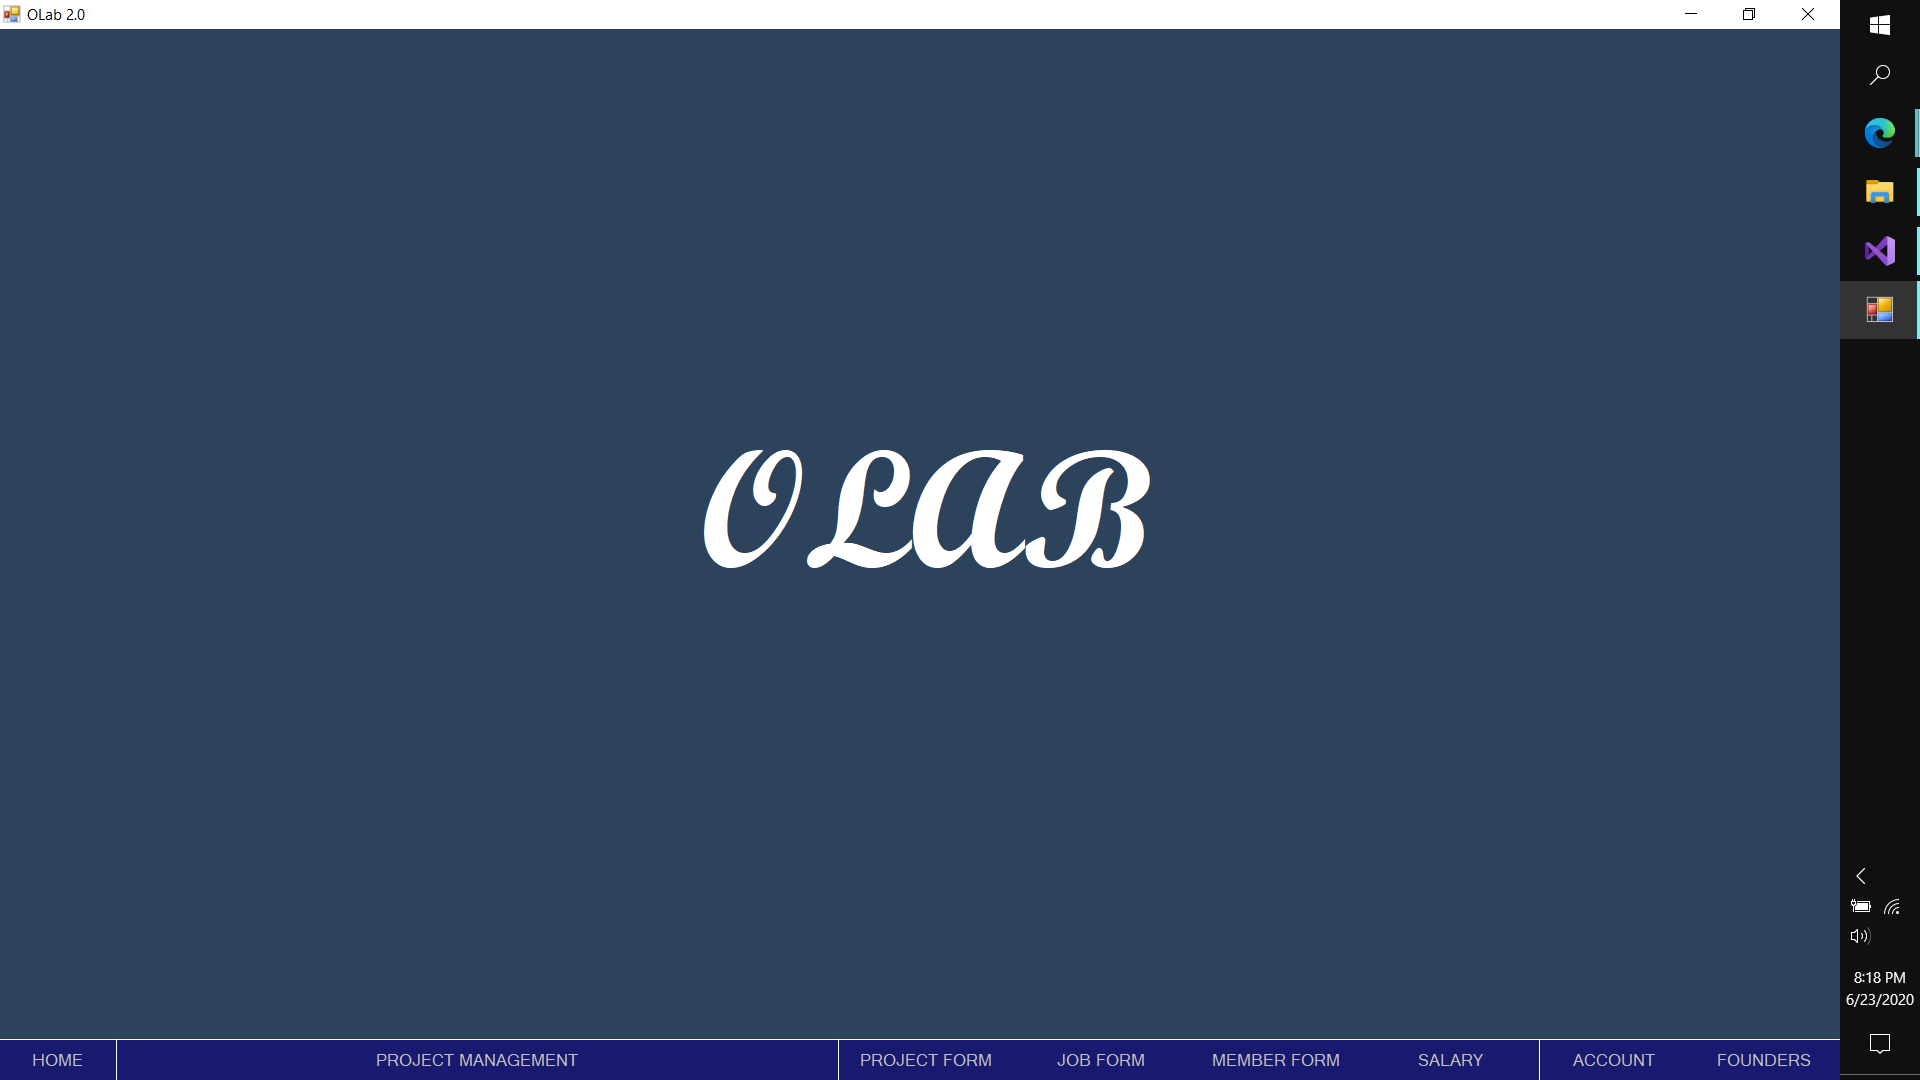 OLab 2.0
OLAB
HOME
PROJECT MANAGEMENT
PROJECT FORM
JOB FORM
MEMBER FORM
SALARY
ACCOUNT
FOUNDERS
8:18 PM
6/23/2020